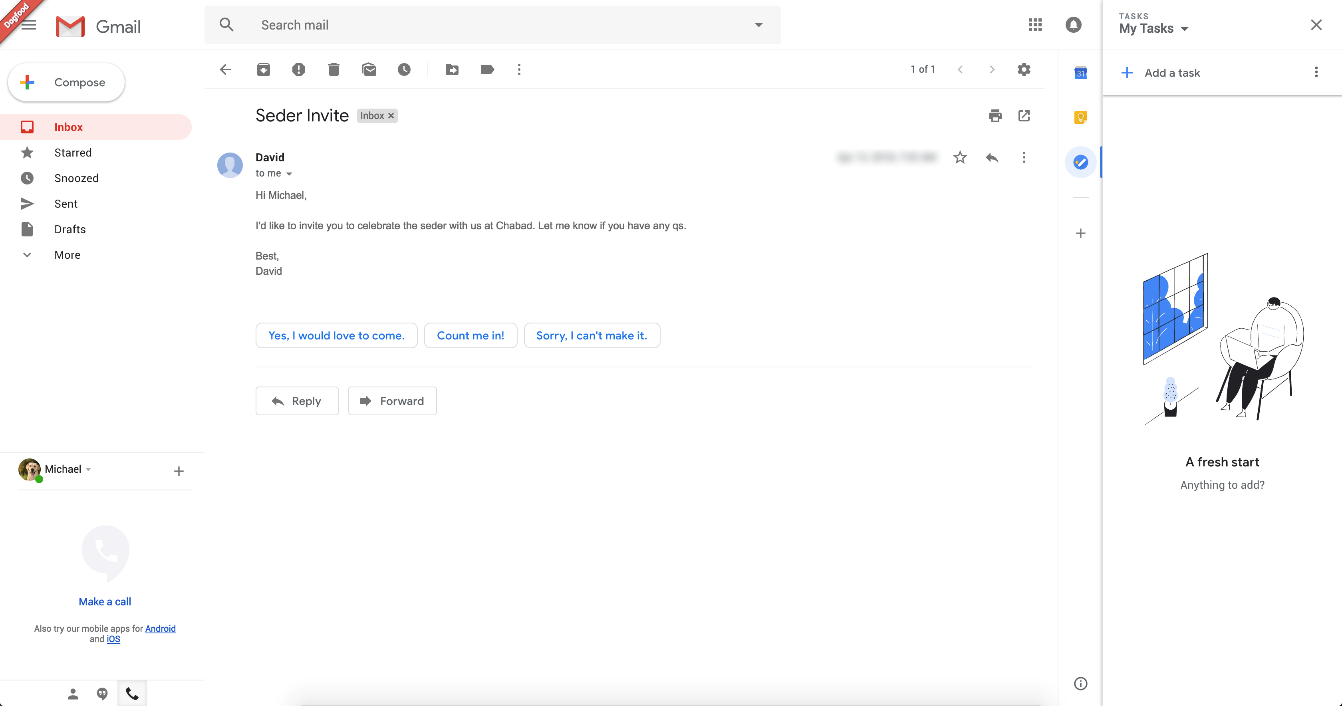 Dogfood
Gmail
Search mail
TASKS
My Tasks
Compose
1 of 1
31
Add a task
Inbox
Starred
Snoozed
Sent
Drafts
More
Seder Invite
Inbox ×
David
to me
Hi Michael,
I'd like to invite you to celebrate the seder with us at Chabad. Let me know if you have any qs.
Best,
David
Yes, I would love to come.
Count me in!
Sorry, I can't make it.
Reply
Forward
Michael
Make a call
Also try our mobile apps for Android
and iOS
A fresh start
Anything to add?